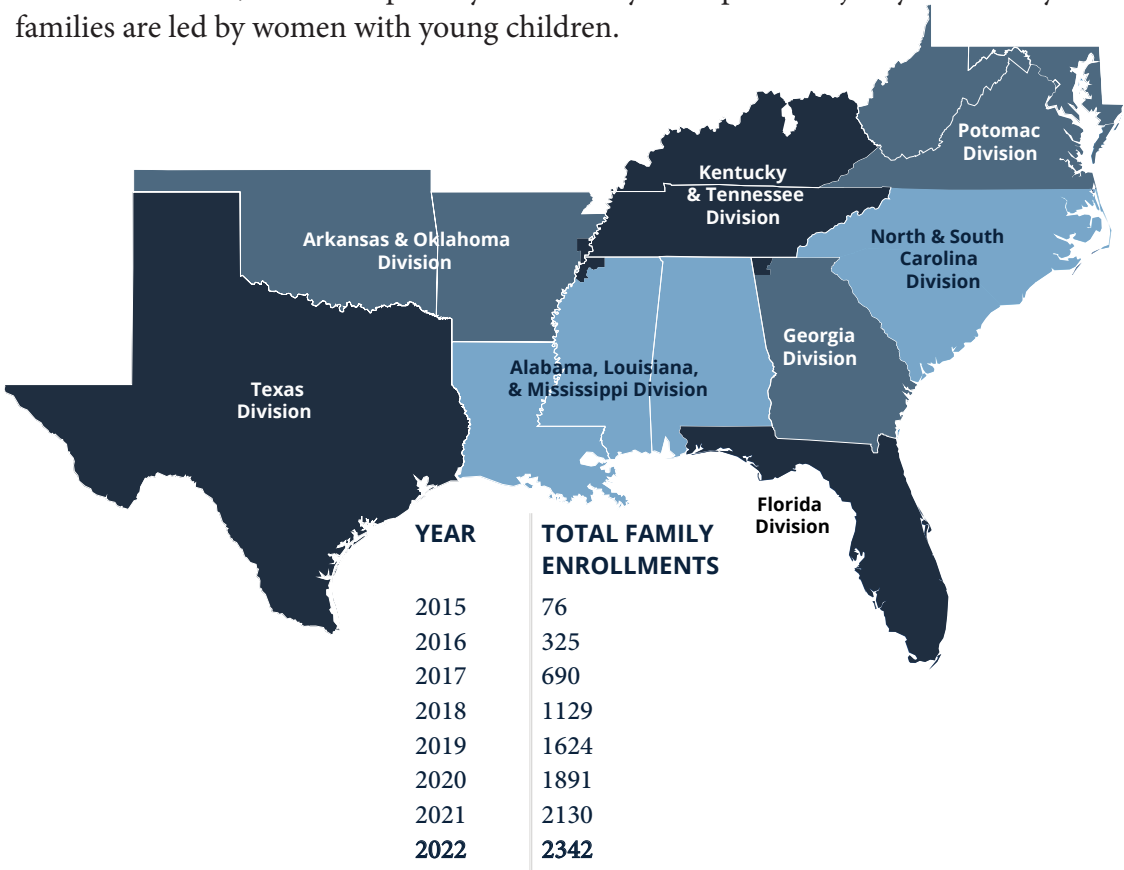 families are led by women with young children.
Potomac
Division
Kentucky
& Tennessee
Division
Arkansas & Oklahoma
Division
North & South
Carolina
Division
Georgia
Division
Alabama, Louisiana,
& Mississippi Division
Texas
Division
Florida
Division
YEAR TOTAL FAMILY
ENROLLMENTS
2015 76
2016 325
2017 690
2018 1129
2019 1624
2020 1891
2021 2130
2022 2342